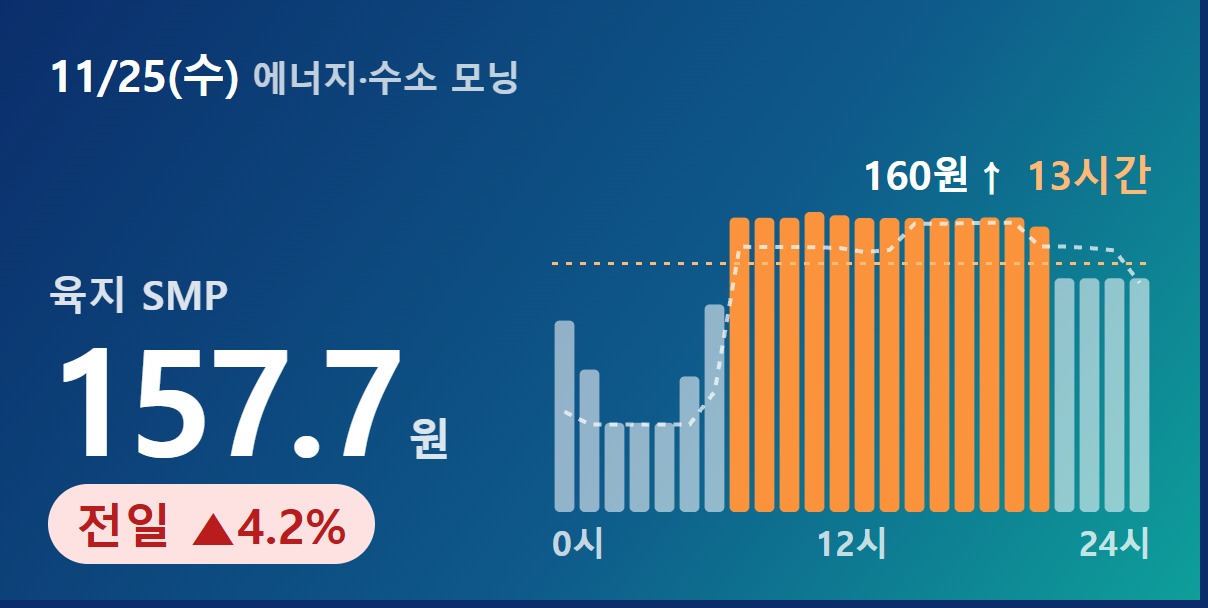 11/25(수) 에너지·수소 모닝
160원 ↑ 13시간
육지 SMP
157.7원
전일 ▲4.2%
0시 12시 24시